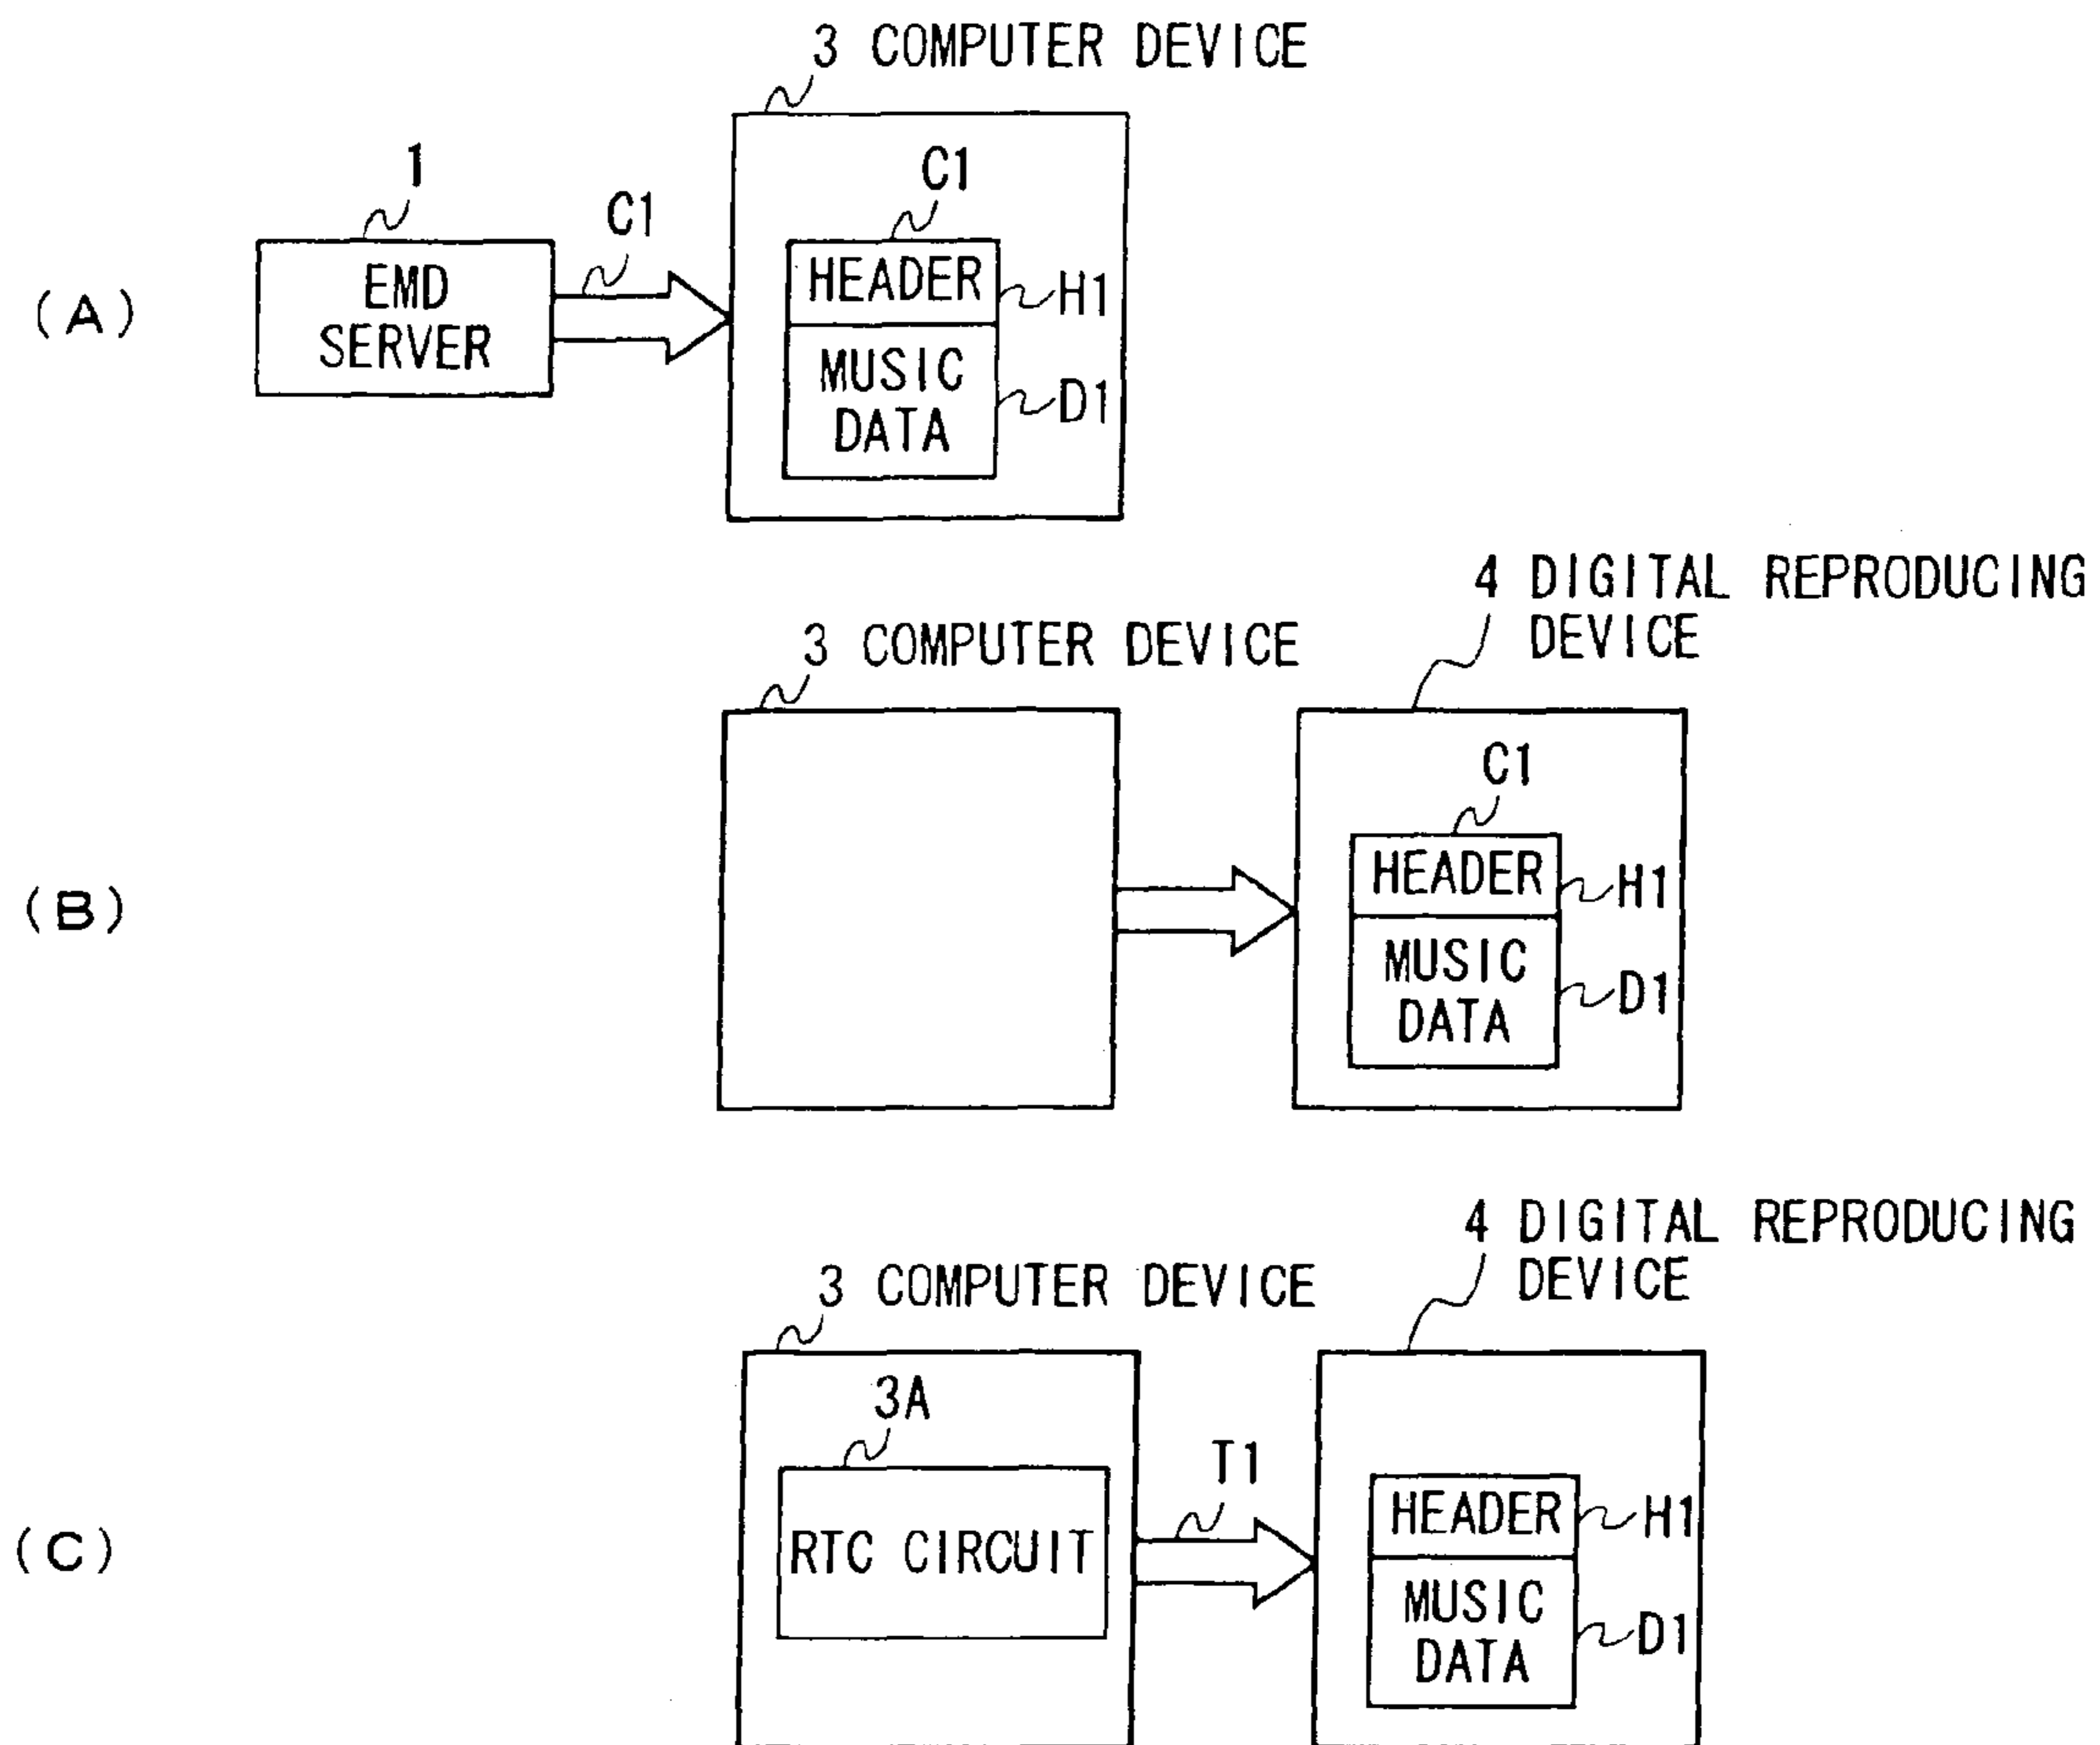 3 COMPUTER DEVICE
1
C1
C1
(A)
EMD
SERVER
HEADER
H1
MUSIC
DATA
D1
4 DIGITAL REPRODUCING
DEVICE
3 COMPUTER DEVICE
C1
(B)
HEADER
H1
MUSIC
DATA
D1
4 DIGITAL REPRODUCING
DEVICE
3 COMPUTER DEVICE
3A
T1
(C)
RTC CIRCUIT
HEADER
H1
MUSIC
DATA
D1